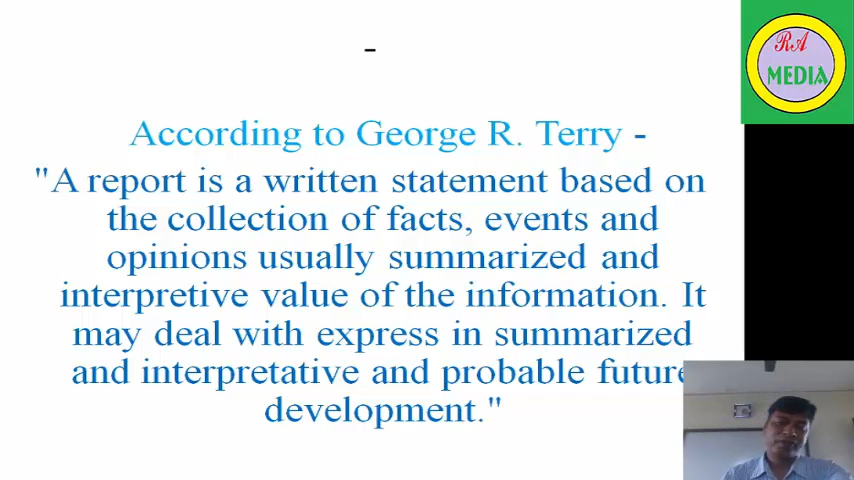 -
RA
MEDIA
According to George R. Terry -
"A report is a written statement based on
the collection of facts, events and
opinions usually summarized and
interpretive value of the information. It
may deal with express in summarized
and interpretative and probable future
development."